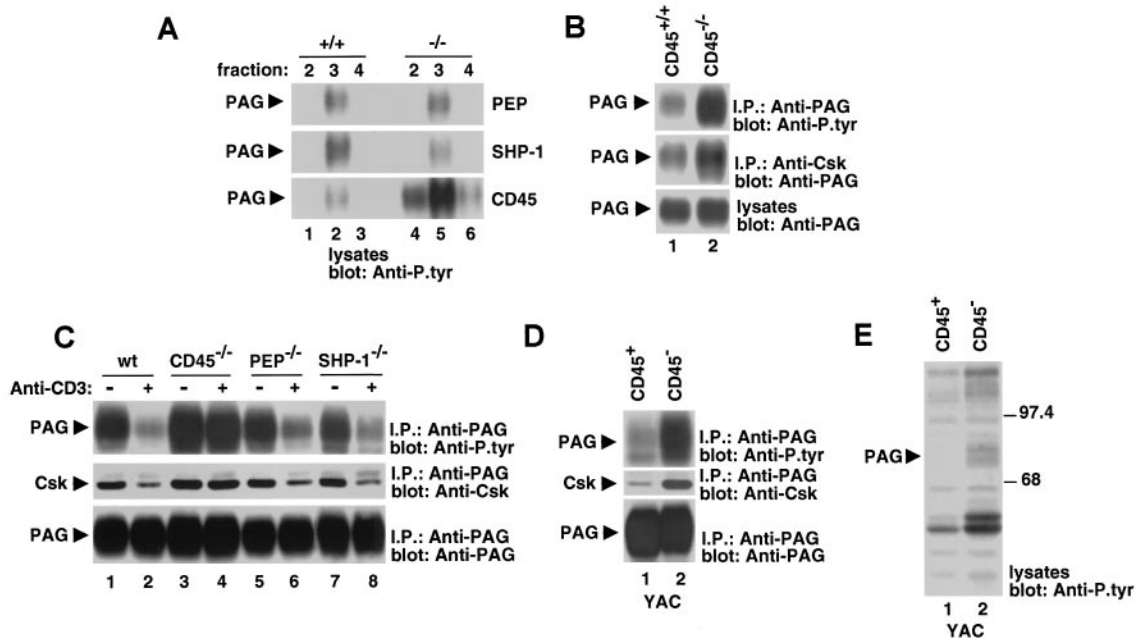 A
+/+ -/-
fraction: 2 3 4 2 3 4
PAG PEP
PAG SHP-1
PAG CD45
1 2 3 4 5 6
lysates
blot: Anti-P.tyr
B
CD45+/+ CD45-/-
PAG I.P.: Anti-PAG
blot: Anti-P.tyr
PAG I.P.: Anti-Csk
blot: Anti-PAG
PAG lysates
blot: Anti-PAG
1 2
C
wt CD45-/- PEP-/- SHP-1-/-
Anti-CD3: - + - + - + - +
PAG I.P.: Anti-PAG
blot: Anti-P.tyr
Csk I.P.: Anti-PAG
blot: Anti-Csk
PAG I.P.: Anti-PAG
blot: Anti-PAG
1 2 3 4 5 6 7 8
D
CD45+ CD45-
PAG I.P.: Anti-PAG
blot: Anti-P.tyr
Csk I.P.: Anti-PAG
blot: Anti-Csk
PAG I.P.: Anti-PAG
blot: Anti-PAG
1 2
YAC
E
CD45+ CD45-
97.4
PAG
68
lysates
blot: Anti-P.tyr
1 2
YAC